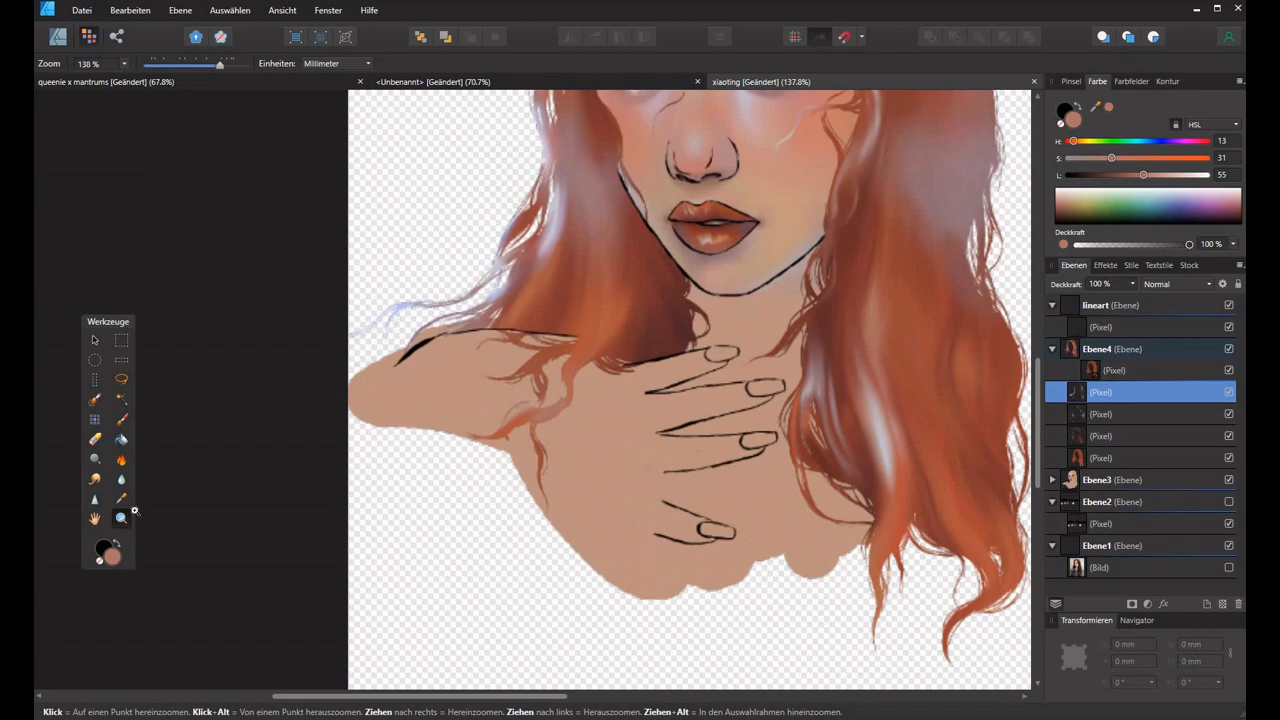 Datei Bearbeiten Ebene Auswählen Ansicht Fenster Hilfe
Zoom 138 % Einheiten: Millimeter
queenie x mantrums [Geändert] (67.8%) <Unbenannt> [Geändert] (70.7%) xiaoting [Geändert] (137.8%)
Pinsel Farbe Farbfelder Kontur
HSL
H: 13
S: 31
L: 55
Deckkraft
100 %
Ebenen Effekte Stile Textstile Stock
Deckkraft: 100 % Normal
lineart (Ebene)
(Pixel)
Ebene4 (Ebene)
(Pixel)
(Pixel)
(Pixel)
(Pixel)
(Pixel)
Ebene3 (Ebene)
Ebene2 (Ebene)
(Pixel)
Ebene1 (Ebene)
(Bild)
Transformieren Navigator
X: 0 mm W: 0 mm
Y: 0 mm H: 0 mm
0 ° 0 °
Werkzeuge
Klick = Auf einen Punkt hereinzoomen. Klick+Alt = Von einem Punkt herauszoomen. Ziehen nach rechts = Hereinzoomen. Ziehen nach links = Herauszoomen. Ziehen+Alt = In den Auswahlrahmen hineinzoomen.